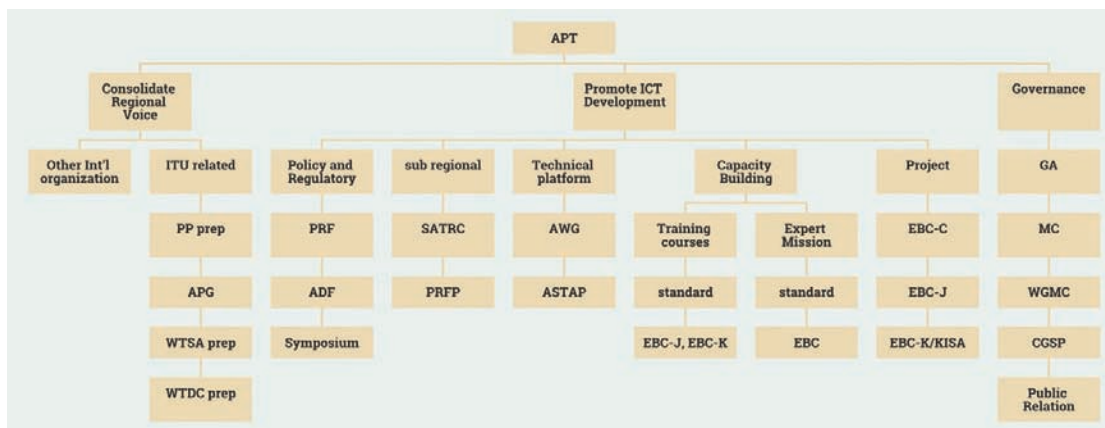 APT
Consolidate
Regional
Voice
Promote ICT
Development
Governance
Other Int'l
organization
ITU related
Policy and
Regulatory
sub regional
Technical
platform
Capacity
Building
Project
GA
PP prep
PRF
SATRC
AWG
Training
courses
Expert
Mission
EBC-C
MC
APG
ADF
PRFP
ASTAP
standard
standard
EBC-J
WGMC
WTSA prep
Symposium
EBC-J, EBC-K
EBC
EBC-K/KISA
CGSP
WTDC prep
Public
Relation